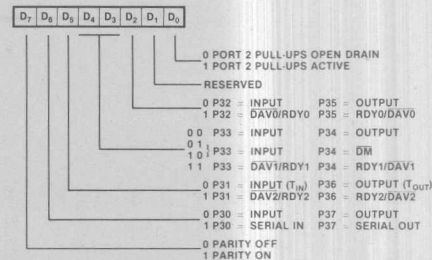 D7 D6 D5 D4 D3 D2 D1 D0
0 PORT 2 PULL-UPS OPEN DRAIN
1 PORT 2 PULL-UPS ACTIVE
RESERVED
0 P32 = INPUT P35 = OUTPUT
1 P32 = DAV0/RDY0 P35 = RDY0/DAV0
0 0 P33 = INPUT P34 = OUTPUT
0 1
1 0 } P33 = INPUT P34 = DM
1 1 P33 = DAV1/RDY1 P34 = RDY1/DAV1
0 P31 = INPUT (TIN) P36 = OUTPUT (TOUT)
1 P31 = DAV2/RDY2 P36 = RDY2/DAV2
0 P30 = INPUT P37 = OUTPUT
1 P30 = SERIAL IN P37 = SERIAL OUT
0 PARITY OFF
1 PARITY ON